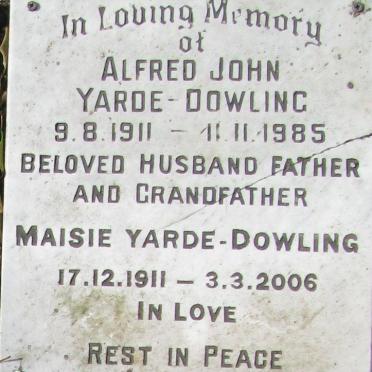 In Loving Memory
of
ALFRED JOHN
YARDE-DOWLING
9.8.1911 – 11.11.1985
BELOVED HUSBAND FATHER
AND GRANDFATHER
MAISIE YARDE-DOWLING
17.12.1911 – 3.3.2006
IN LOVE
REST IN PEACE